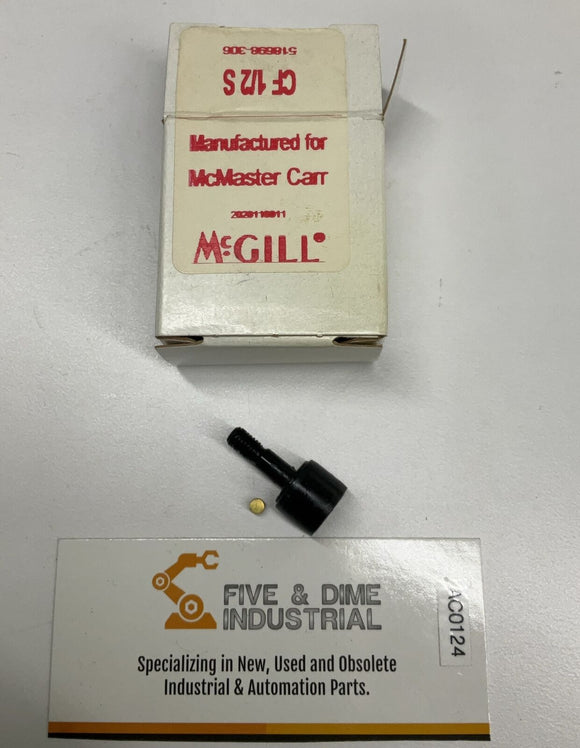 518698-306
CF 1/2 S
Manufactured for
McMaster Carr
2020110011
McGILL®
FIVE & DIME
INDUSTRIAL
AC0124
Specializing in New, Used and Obsolete
Industrial & Automation Parts.